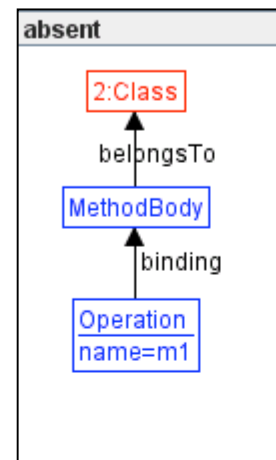 absent
2:Class
belongsTo
MethodBody
binding
Operation
name=m1